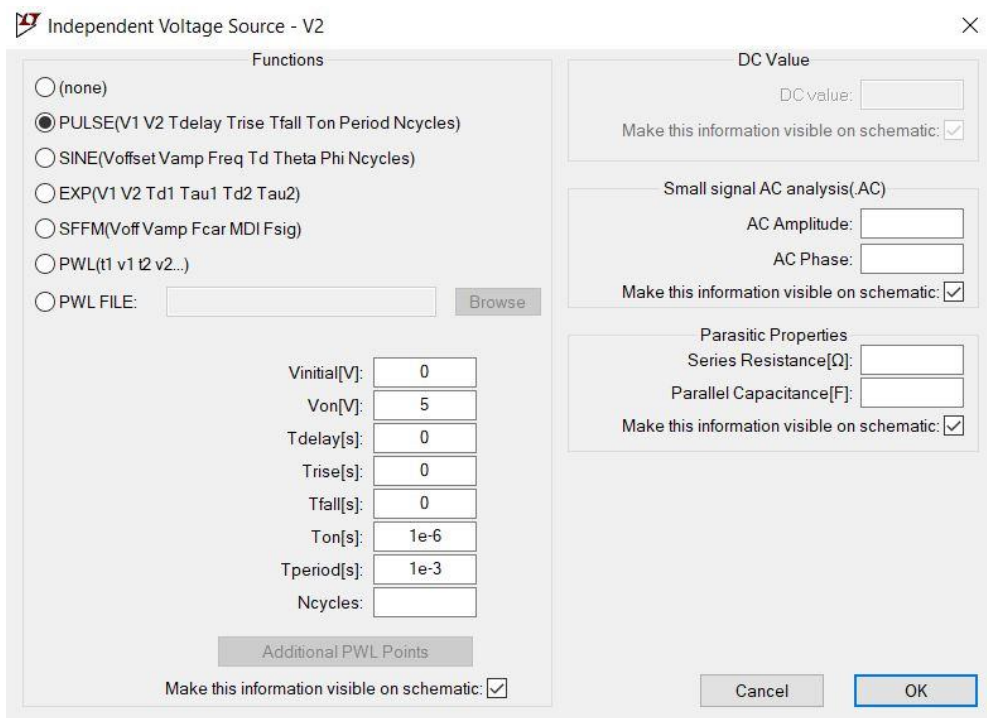 Independent Voltage Source - V2
Functions
(none)
PULSE(V1 V2 Tdelay Trise Tfall Ton Period Ncycles)
SINE(Voffset Vamp Freq Td Theta Phi Ncycles)
EXP(V1 V2 Td1 Tau1 Td2 Tau2)
SFFM(Voff Vamp Fcar MDI Fsig)
PWL(t1 v1 t2 v2...)
PWL FILE: Browse
Vinitial[V]: 0
Von[V]: 5
Tdelay[s]: 0
Trise[s]: 0
Tfall[s]: 0
Ton[s]: 1e-6
Tperiod[s]: 1e-3
Ncycles:
Additional PWL Points
Make this information visible on schematic:
DC Value
DC value:
Make this information visible on schematic:
Small signal AC analysis(.AC)
AC Amplitude:
AC Phase:
Make this information visible on schematic:
Parasitic Properties
Series Resistance[Ω]:
Parallel Capacitance[F]:
Make this information visible on schematic:
Cancel OK